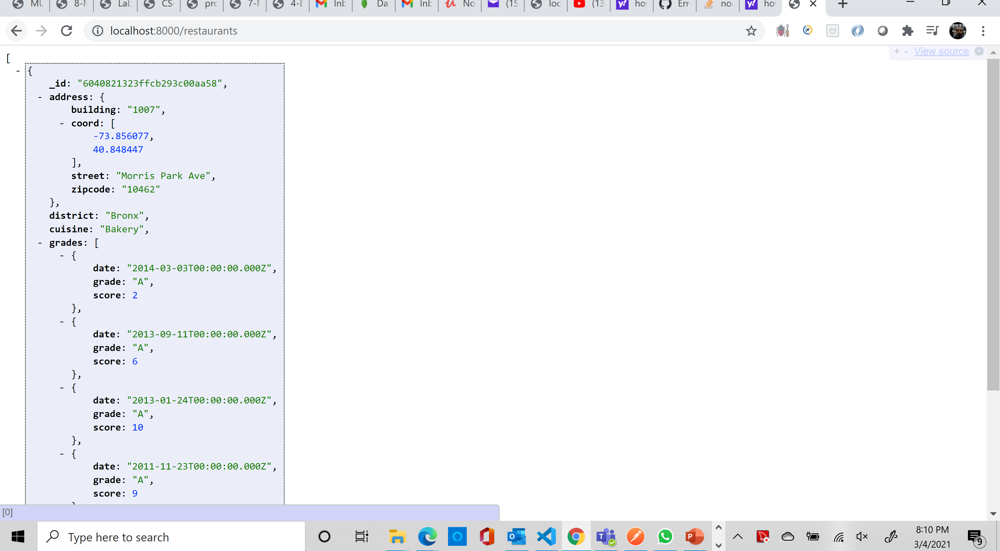 MU 8-M Lab CS- pro 7-M 4-E Inb Da Inb No (15 loc (13 hov Err no hov
localhost:8000/restaurants
+ - View source
[
- {
_id: "6040821323ffcb293c00aa58",
- address: {
building: "1007",
- coord: [
-73.856077,
40.848447
],
street: "Morris Park Ave",
zipcode: "10462"
},
district: "Bronx",
cuisine: "Bakery",
- grades: [
- {
date: "2014-03-03T00:00:00.000Z",
grade: "A",
score: 2
},
- {
date: "2013-09-11T00:00:00.000Z",
grade: "A",
score: 6
},
- {
date: "2013-01-24T00:00:00.000Z",
grade: "A",
score: 10
},
- {
date: "2011-11-23T00:00:00.000Z",
grade: "A",
score: 9
[0]
Type here to search
8:10 PM
3/4/2021
9